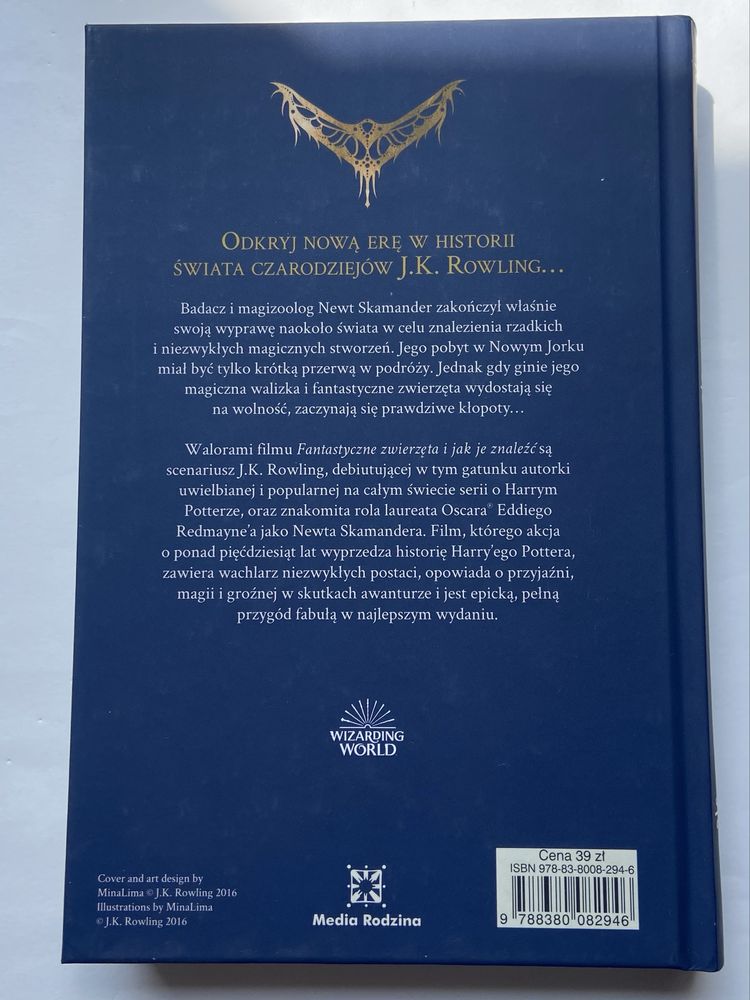 Odkryj nową erę w historii
świata czarodziejów J.K. Rowling...
Badacz i magizoolog Newt Skamander zakończył właśnie
swoją wyprawę naokoło świata w celu znalezienia rzadkich
i niezwykłych magicznych stworzeń. Jego pobyt w Nowym Jorku
miał być tylko krótką przerwą w podróży. Jednak gdy ginie jego
magiczna walizka i fantastyczne zwierzęta wydostają się
na wolność, zaczynają się prawdziwe kłopoty...
Walorami filmu Fantastyczne zwierzęta i jak je znaleźć są
scenariusz J.K. Rowling, debiutującej w tym gatunku autorki
uwielbianej i popularnej na całym świecie serii o Harrym
Potterze, oraz znakomita rola laureata Oscara® Eddiego
Redmayne'a jako Newta Skamandera. Film, którego akcja
o ponad pięćdziesiąt lat wyprzedza historię Harry'ego Pottera,
zawiera wachlarz niezwykłych postaci, opowiada o przyjaźni,
magii i groźnej w skutkach awanturze i jest epicką, pełną
przygód fabułą w najlepszym wydaniu.
WIZARDING
WORLD
Cover and art design by
MinaLima © J.K. Rowling 2016
Illustrations by MinaLima
© J.K. Rowling 2016
Media Rodzina
Cena 39 zł
ISBN 978-83-8008-294-6
9 788380 082946